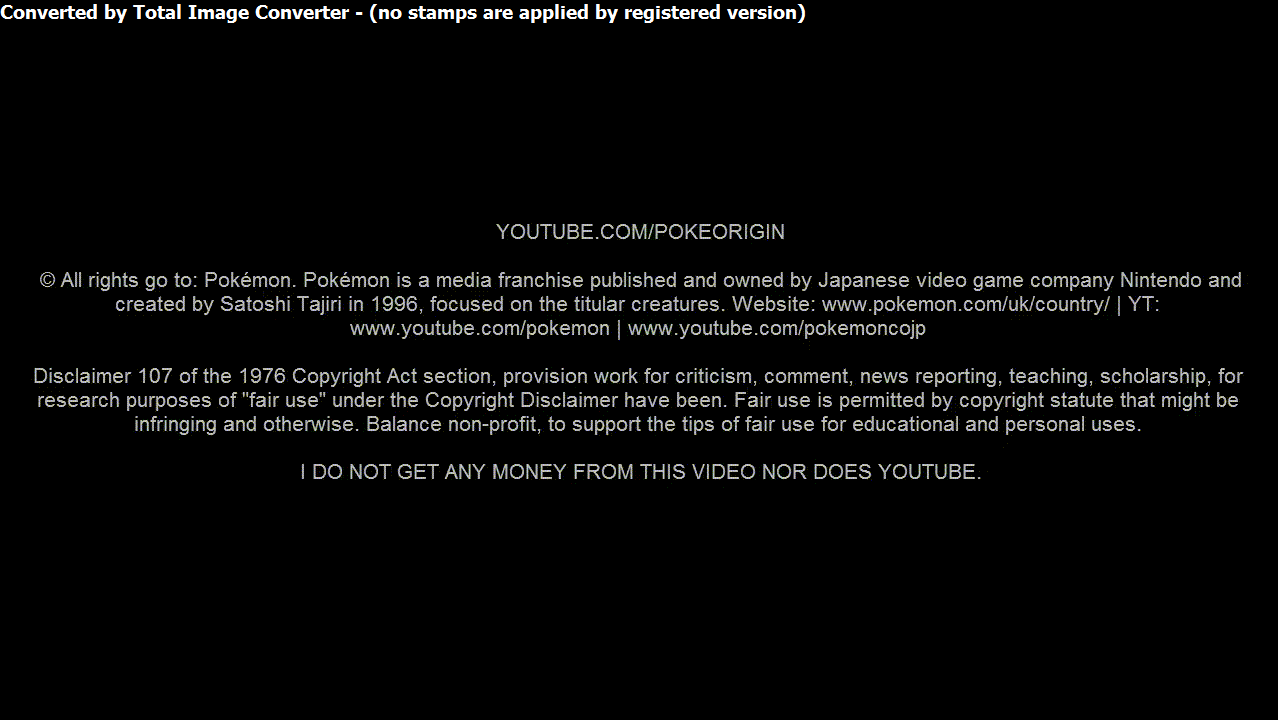 Converted by Total Image Converter - (no stamps are applied by registered version)
YOUTUBE.COM/POKEORIGIN
© All rights go to: Pokémon. Pokémon is a media franchise published and owned by Japanese video game company Nintendo and
created by Satoshi Tajiri in 1996, focused on the titular creatures. Website: www.pokemon.com/uk/country/ | YT:
www.youtube.com/pokemon | www.youtube.com/pokemoncojp
Disclaimer 107 of the 1976 Copyright Act section, provision work for criticism, comment, news reporting, teaching, scholarship, for
research purposes of "fair use" under the Copyright Disclaimer have been. Fair use is permitted by copyright statute that might be
infringing and otherwise. Balance non-profit, to support the tips of fair use for educational and personal uses.
I DO NOT GET ANY MONEY FROM THIS VIDEO NOR DOES YOUTUBE.